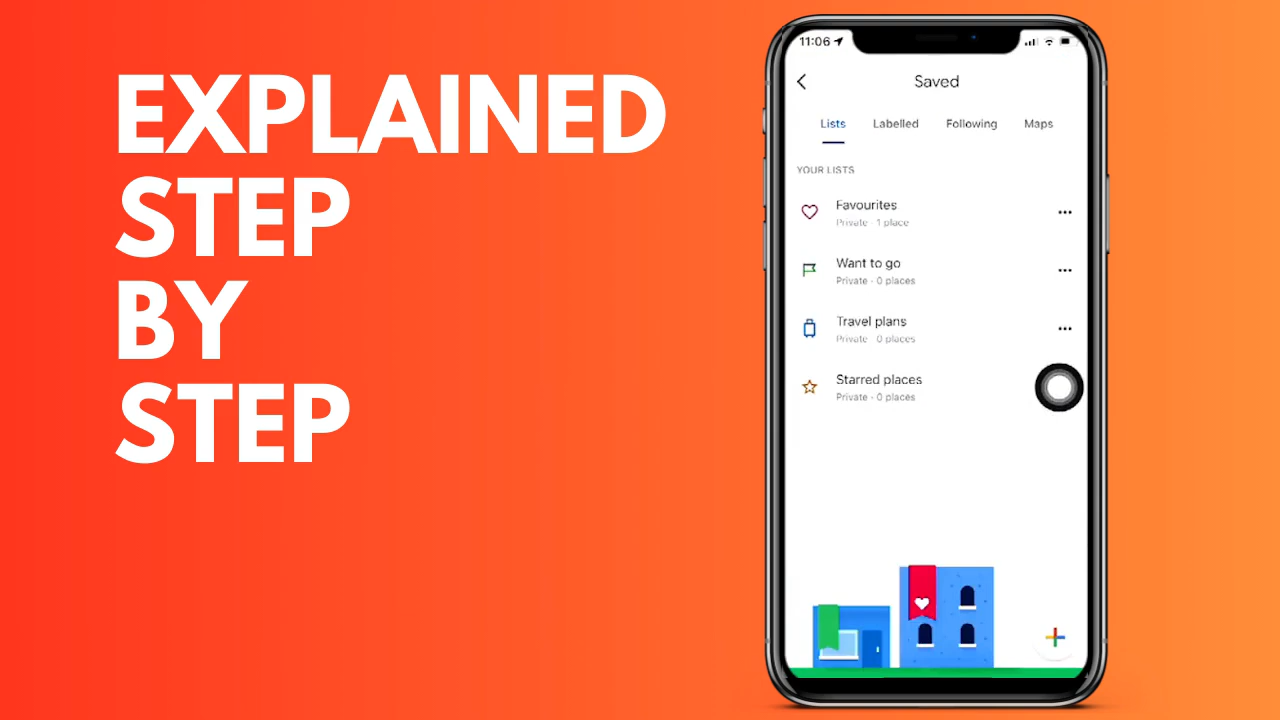 EXPLAINED
STEP
BY
STEP
11:06
Saved
Lists Labelled Following Maps
YOUR LISTS
Favourites
Private · 1 place
Want to go
Private · 0 places
Travel plans
Private · 0 places
Starred places
Private · 0 places